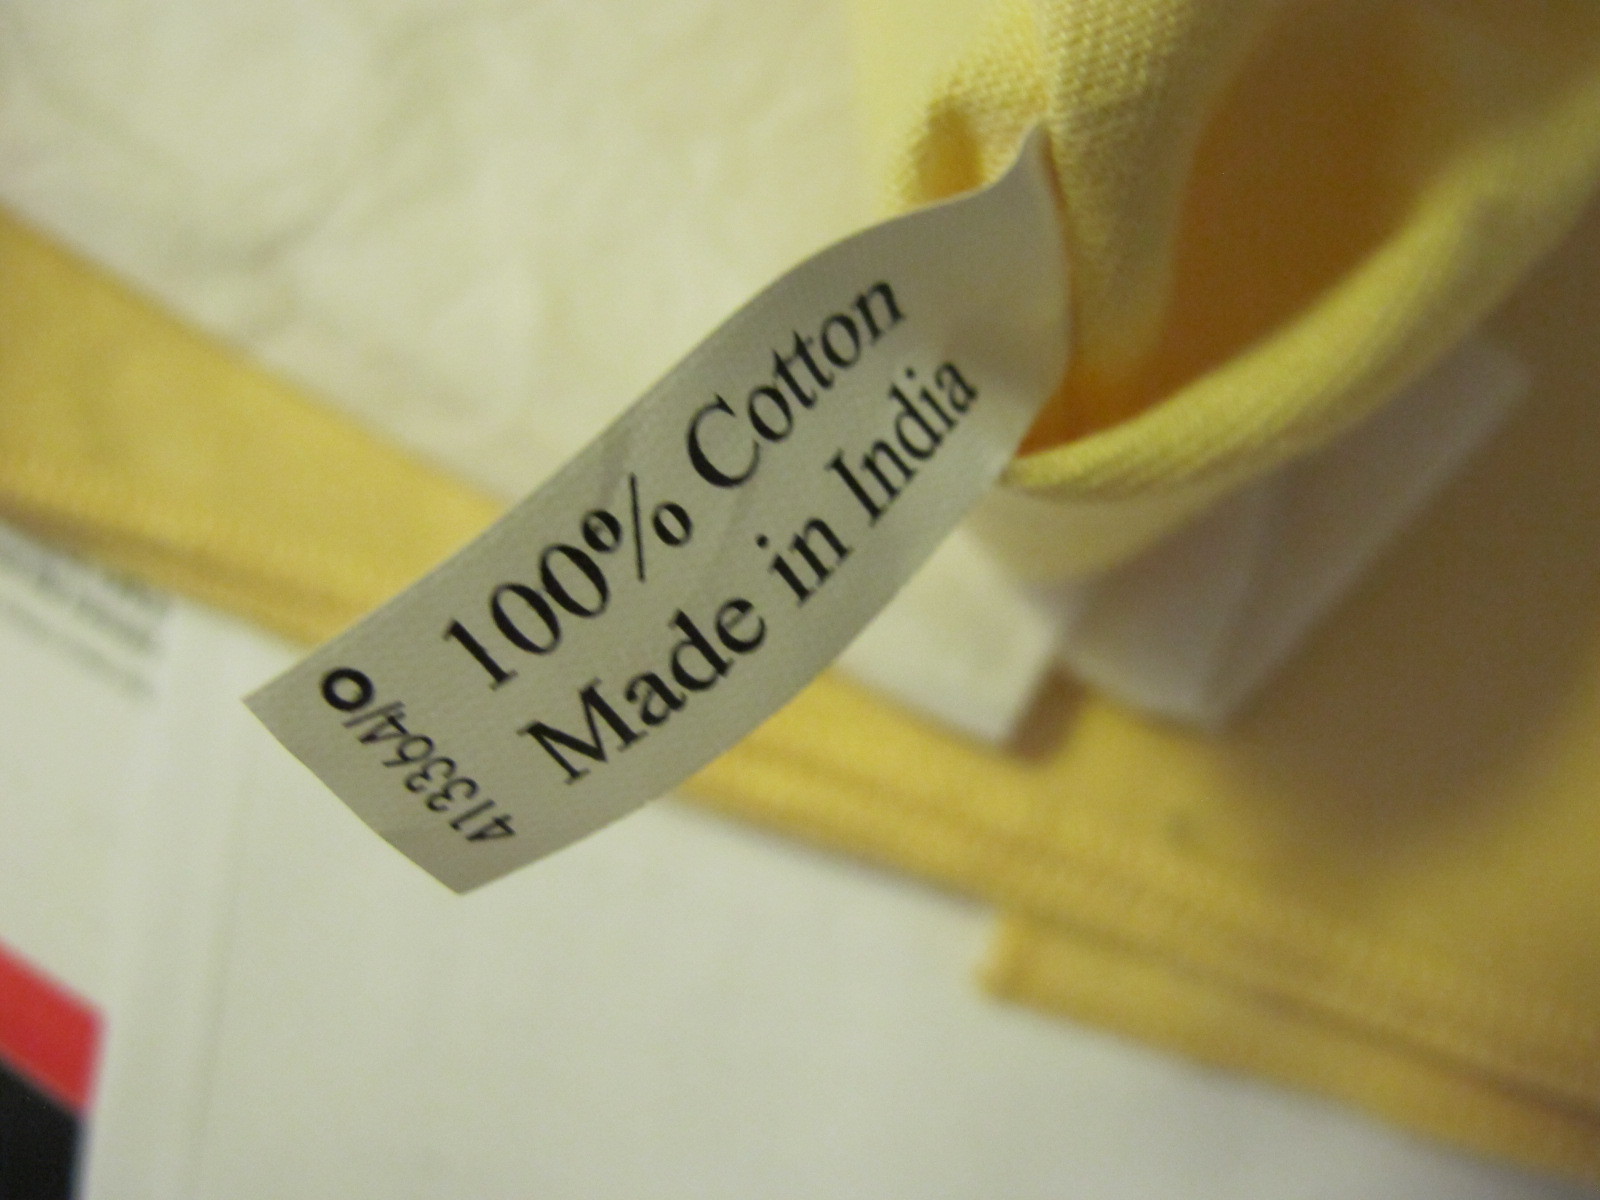 100% Cotton
Made in India
413364/0